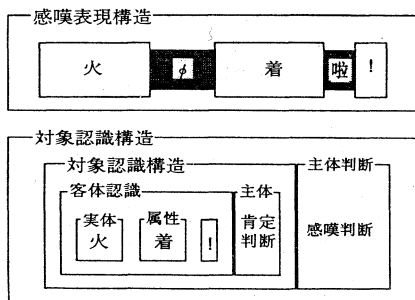 感嘆表現構造
火 φ 着 啦 !
対象認識構造
対象認識構造 主体判断
客体認識 主体
実体 属性 肯定
火 着 ! 判断 感嘆判断